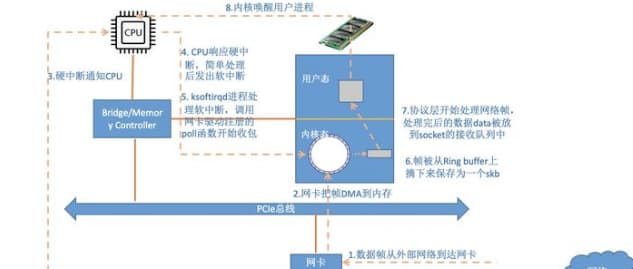 8.内核唤醒用户进程
CPU
3.硬中断通知CPU
4. CPU响应硬中
断，简单处理
后发出软中断
用户态
Bridge/Memor
y Controller
5. ksoftirqd进程处
理软中断，调用
网卡驱动注册的
poll函数开始收包
内核态
7.协议层开始处理网络帧，
处理完后的数据data被放
到socket的接收队列中
6.帧被从Ring buffer上
摘下来保存为一个skb
2.网卡把帧DMA到内存
PCIe总线
1.数据帧从外部网络到达网卡
网卡